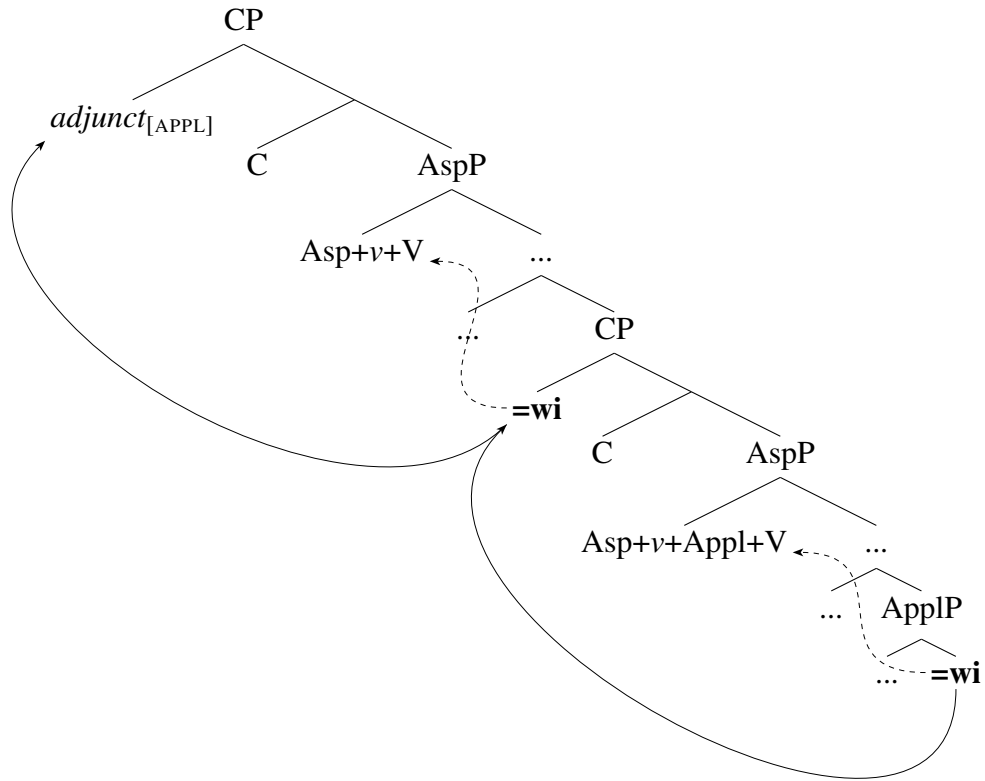 CP
adjunct[APPL]
C
AspP
Asp+v+V
...
...
CP
=wi
C
AspP
Asp+v+Appl+V
...
...
ApplP
...
=wi